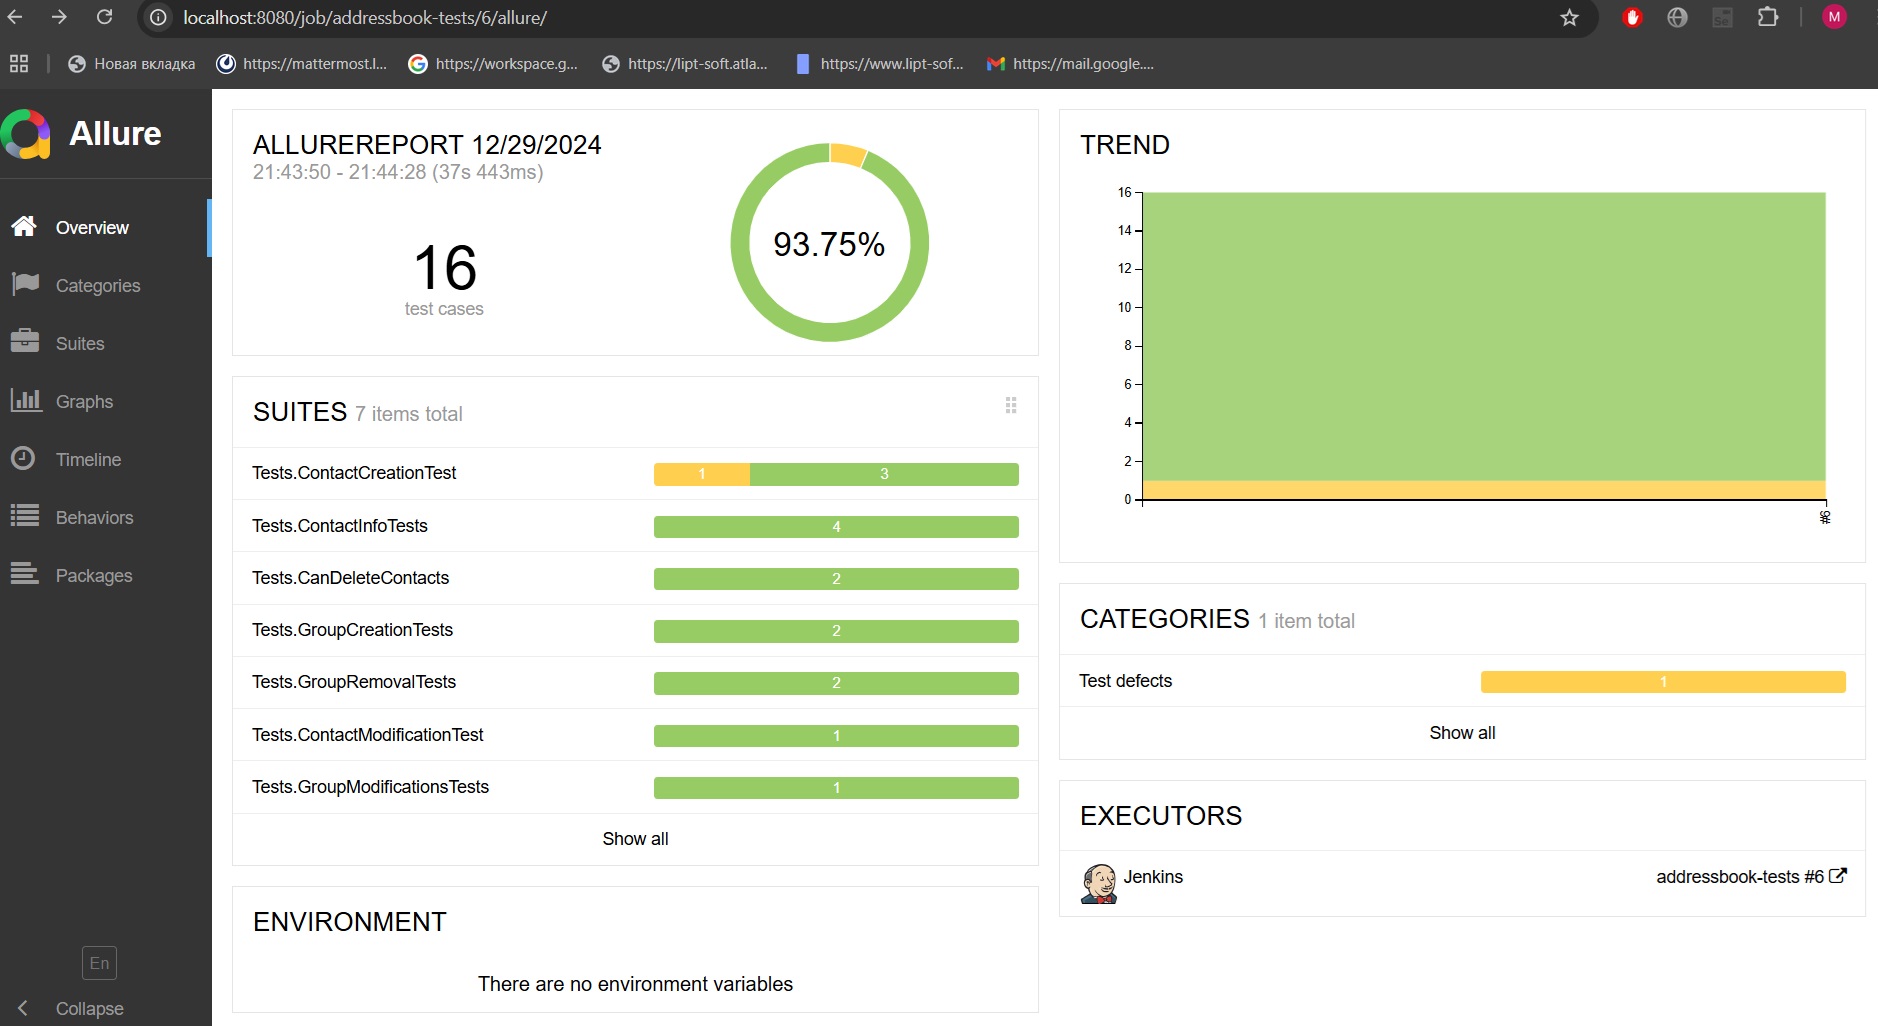 localhost:8080/job/addressbook-tests/6/allure/
M
Новая вкладка
https://mattermost.l...
https://workspace.g...
https://lipt-soft.atla...
https://www.lipt-sof...
https://mail.google....
Allure
Overview
Categories
Suites
Graphs
Timeline
Behaviors
Packages
En
Collapse
ALLUREREPORT 12/29/2024
21:43:50 - 21:44:28 (37s 443ms)
16
test cases
93.75%
SUITES 7 items total
Tests.ContactCreationTest 1 3
Tests.ContactInfoTests 4
Tests.CanDeleteContacts 2
Tests.GroupCreationTests 2
Tests.GroupRemovalTests 2
Tests.ContactModificationTest 1
Tests.GroupModificationsTests 1
Show all
ENVIRONMENT
There are no environment variables
TREND
16
14
12
10
8
6
4
2
0
#6
CATEGORIES 1 item total
Test defects 1
Show all
EXECUTORS
Jenkins addressbook-tests #6